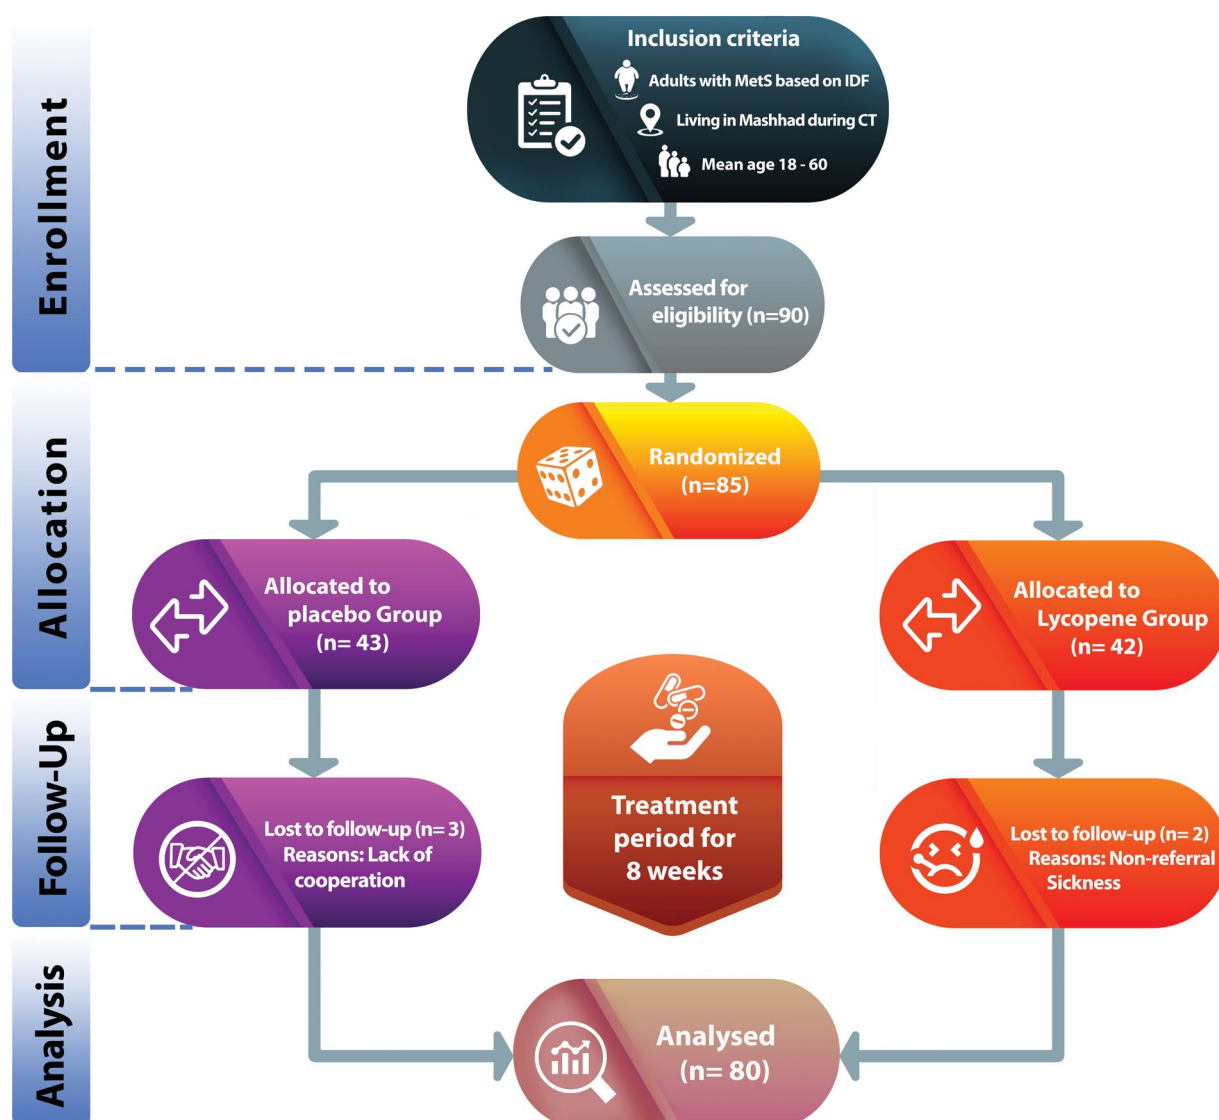 Enrollment
Inclusion criteria
Adults with MetS based on IDF
Living in Mashhad during CT
Mean age 18 - 60
Assessed for
eligibility (n=90)
Allocation
Randomized
(n=85)
Allocated to
placebo Group
(n= 43)
Allocated to
Lycopene Group
(n= 42)
Follow-Up
Lost to follow-up (n= 3)
Reasons: Lack of
cooperation
Treatment
period for
8 weeks
Lost to follow-up (n= 2)
Reasons: Non-referral
Sickness
Analysis
Analysed
(n= 80)